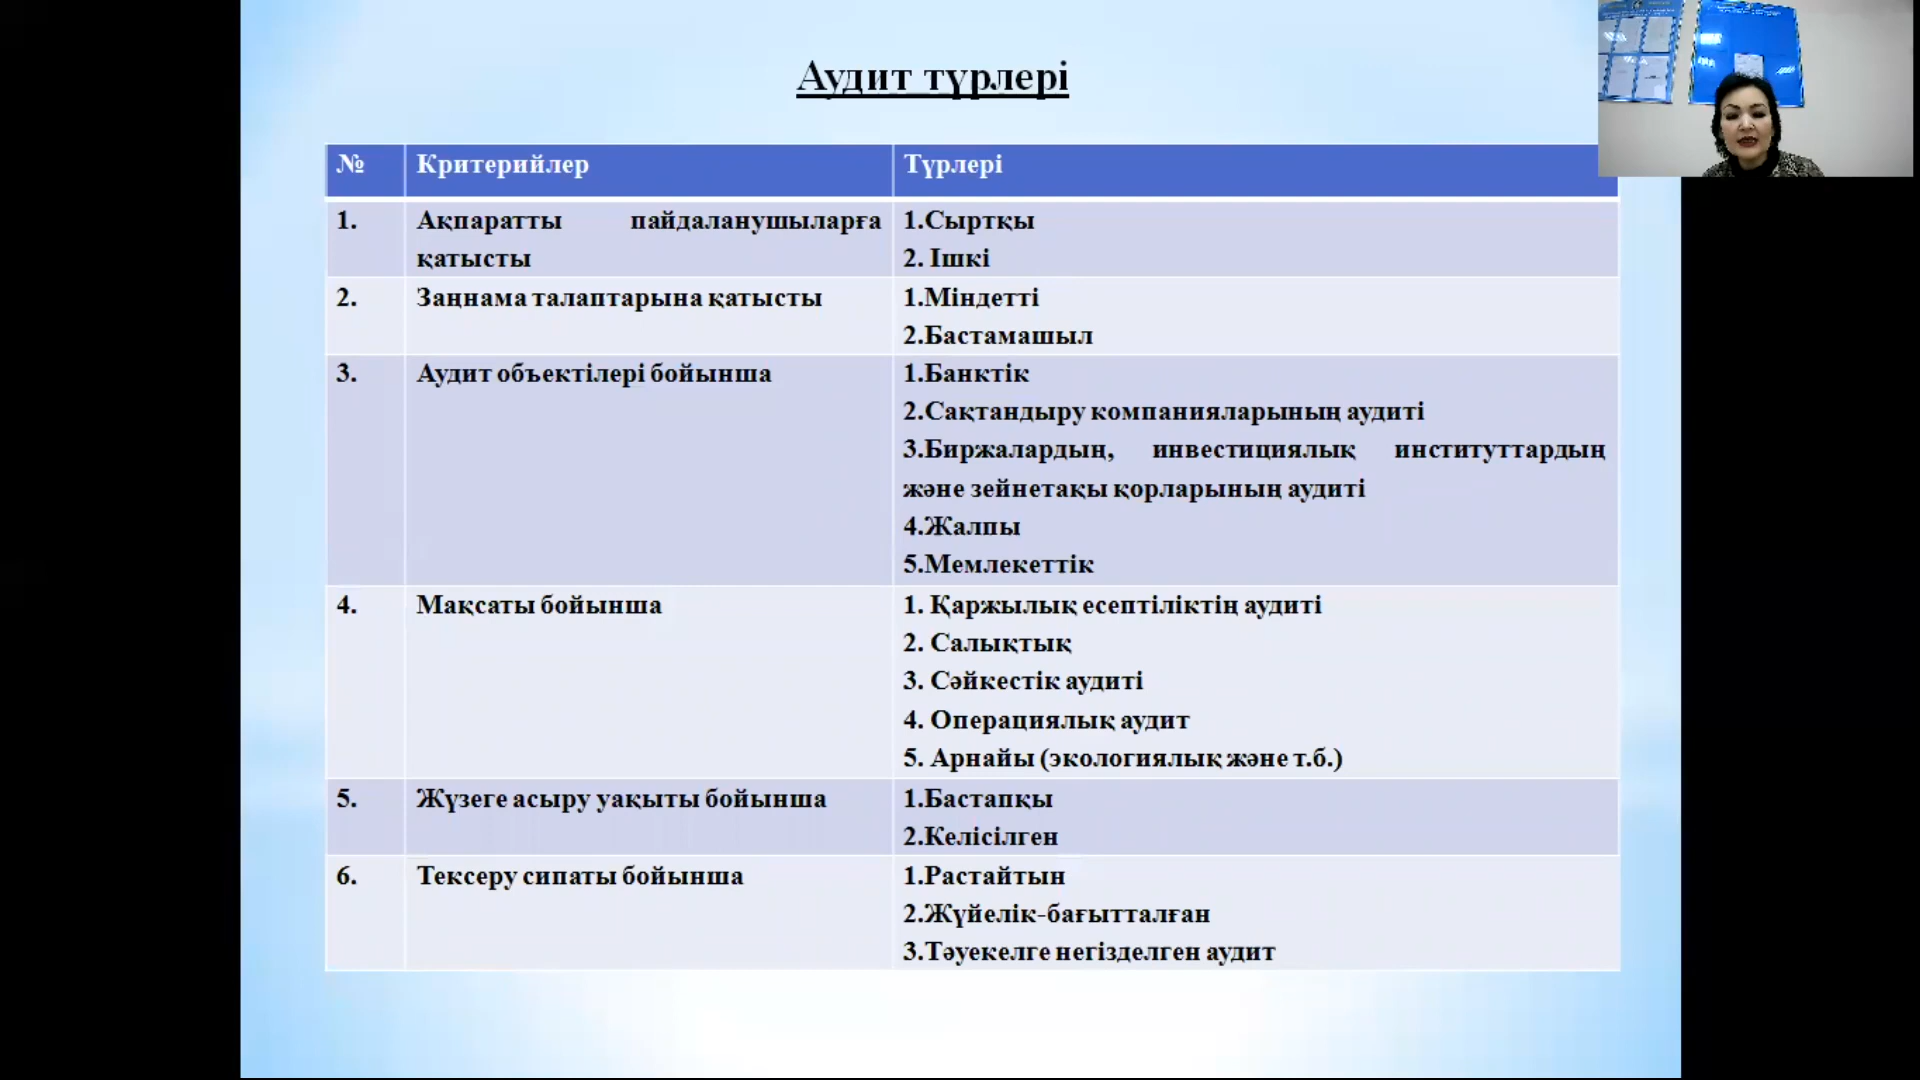 Аудит түрлері
№ Критерийлер Түрлері
1. Ақпаратты пайдаланушыларға қатысты
1.Сыртқы
2. Ішкі
2. Заңнама талаптарына қатысты
1.Міндетті
2.Бастамашыл
3. Аудит объектілері бойынша
1.Банктік
2.Сақтандыру компанияларының аудиті
3.Биржалардың, инвестициялық институттардың
және зейнетақы қорларының аудиті
4.Жалпы
5.Мемлекеттік
4. Мақсаты бойынша
1. Қаржылық есептіліктің аудиті
2. Салықтық
3. Сәйкестік аудиті
4. Операциялық аудит
5. Арнайы (экологиялық және т.б.)
5. Жүзеге асыру уақыты бойынша
1.Бастапқы
2.Келісілген
6. Тексеру сипаты бойынша
1.Растайтын
2.Жүйелік-бағытталған
3.Тәуекелге негізделген аудит